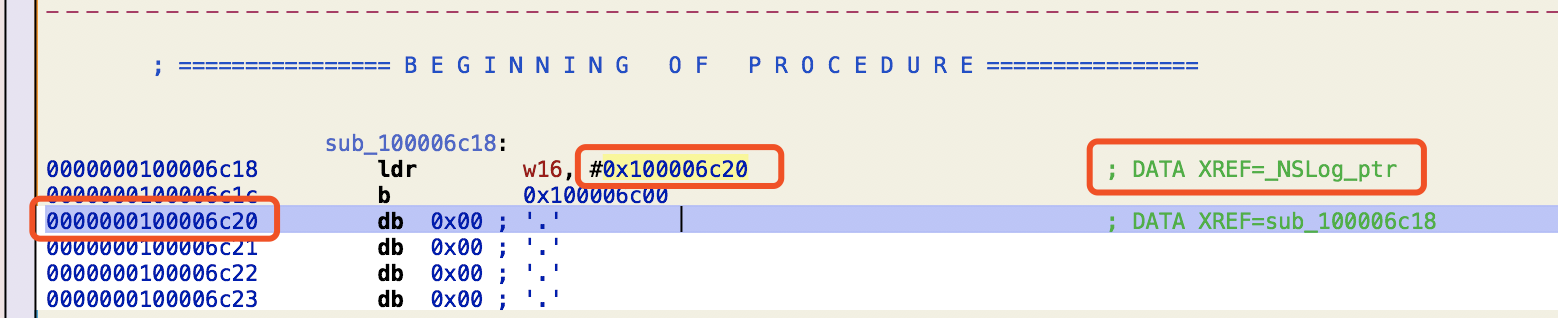 ; ================ B E G I N N I N G   O F   P R O C E D U R E ================
sub_100006c18:
0000000100006c18 ldr w16, #0x100006c20 ; DATA XREF=_NSLog_ptr
0000000100006c1c b 0x100006c00
0000000100006c20 db 0x00 ; '.' ; DATA XREF=sub_100006c18
0000000100006c21 db 0x00 ; '.'
0000000100006c22 db 0x00 ; '.'
0000000100006c23 db 0x00 ; '.'